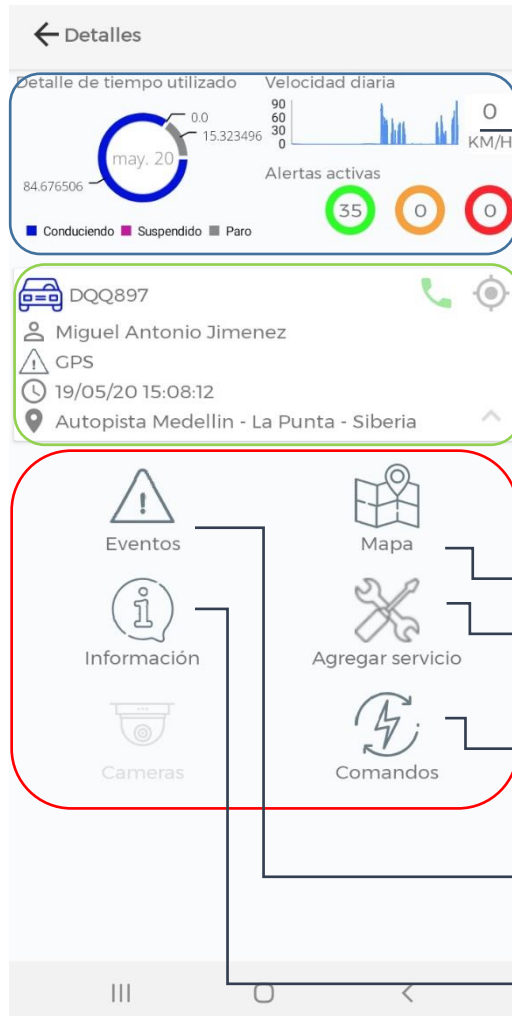 Detalles
Detalle de tiempo utilizado
Velocidad diaria
90
60
30
0
0
KM/H
0.0
15.323496
may. 20
84.676506
Alertas activas
35
0
0
Conduciendo Suspendido Paro
DQQ897
Miguel Antonio Jimenez
GPS
19/05/20 15:08:12
Autopista Medellin - La Punta - Siberia
Eventos
Mapa
Información
Agregar servicio
Cameras
Comandos